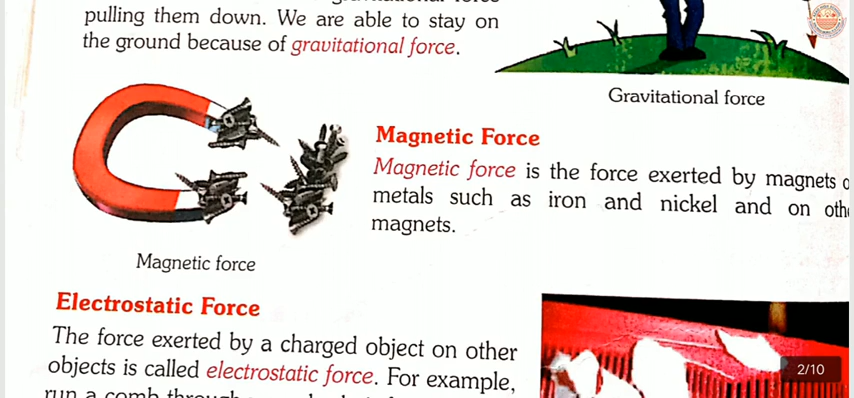 pulling them down. We are able to stay on
the ground because of gravitational force.
Gravitational force
Magnetic Force
Magnetic force is the force exerted by magnets
metals such as iron and nickel and on
magnets.
Magnetic force
Electrostatic Force
The force exerted by a charged object on other
objects is called electrostatic force. For example,
run a comb through
2/10